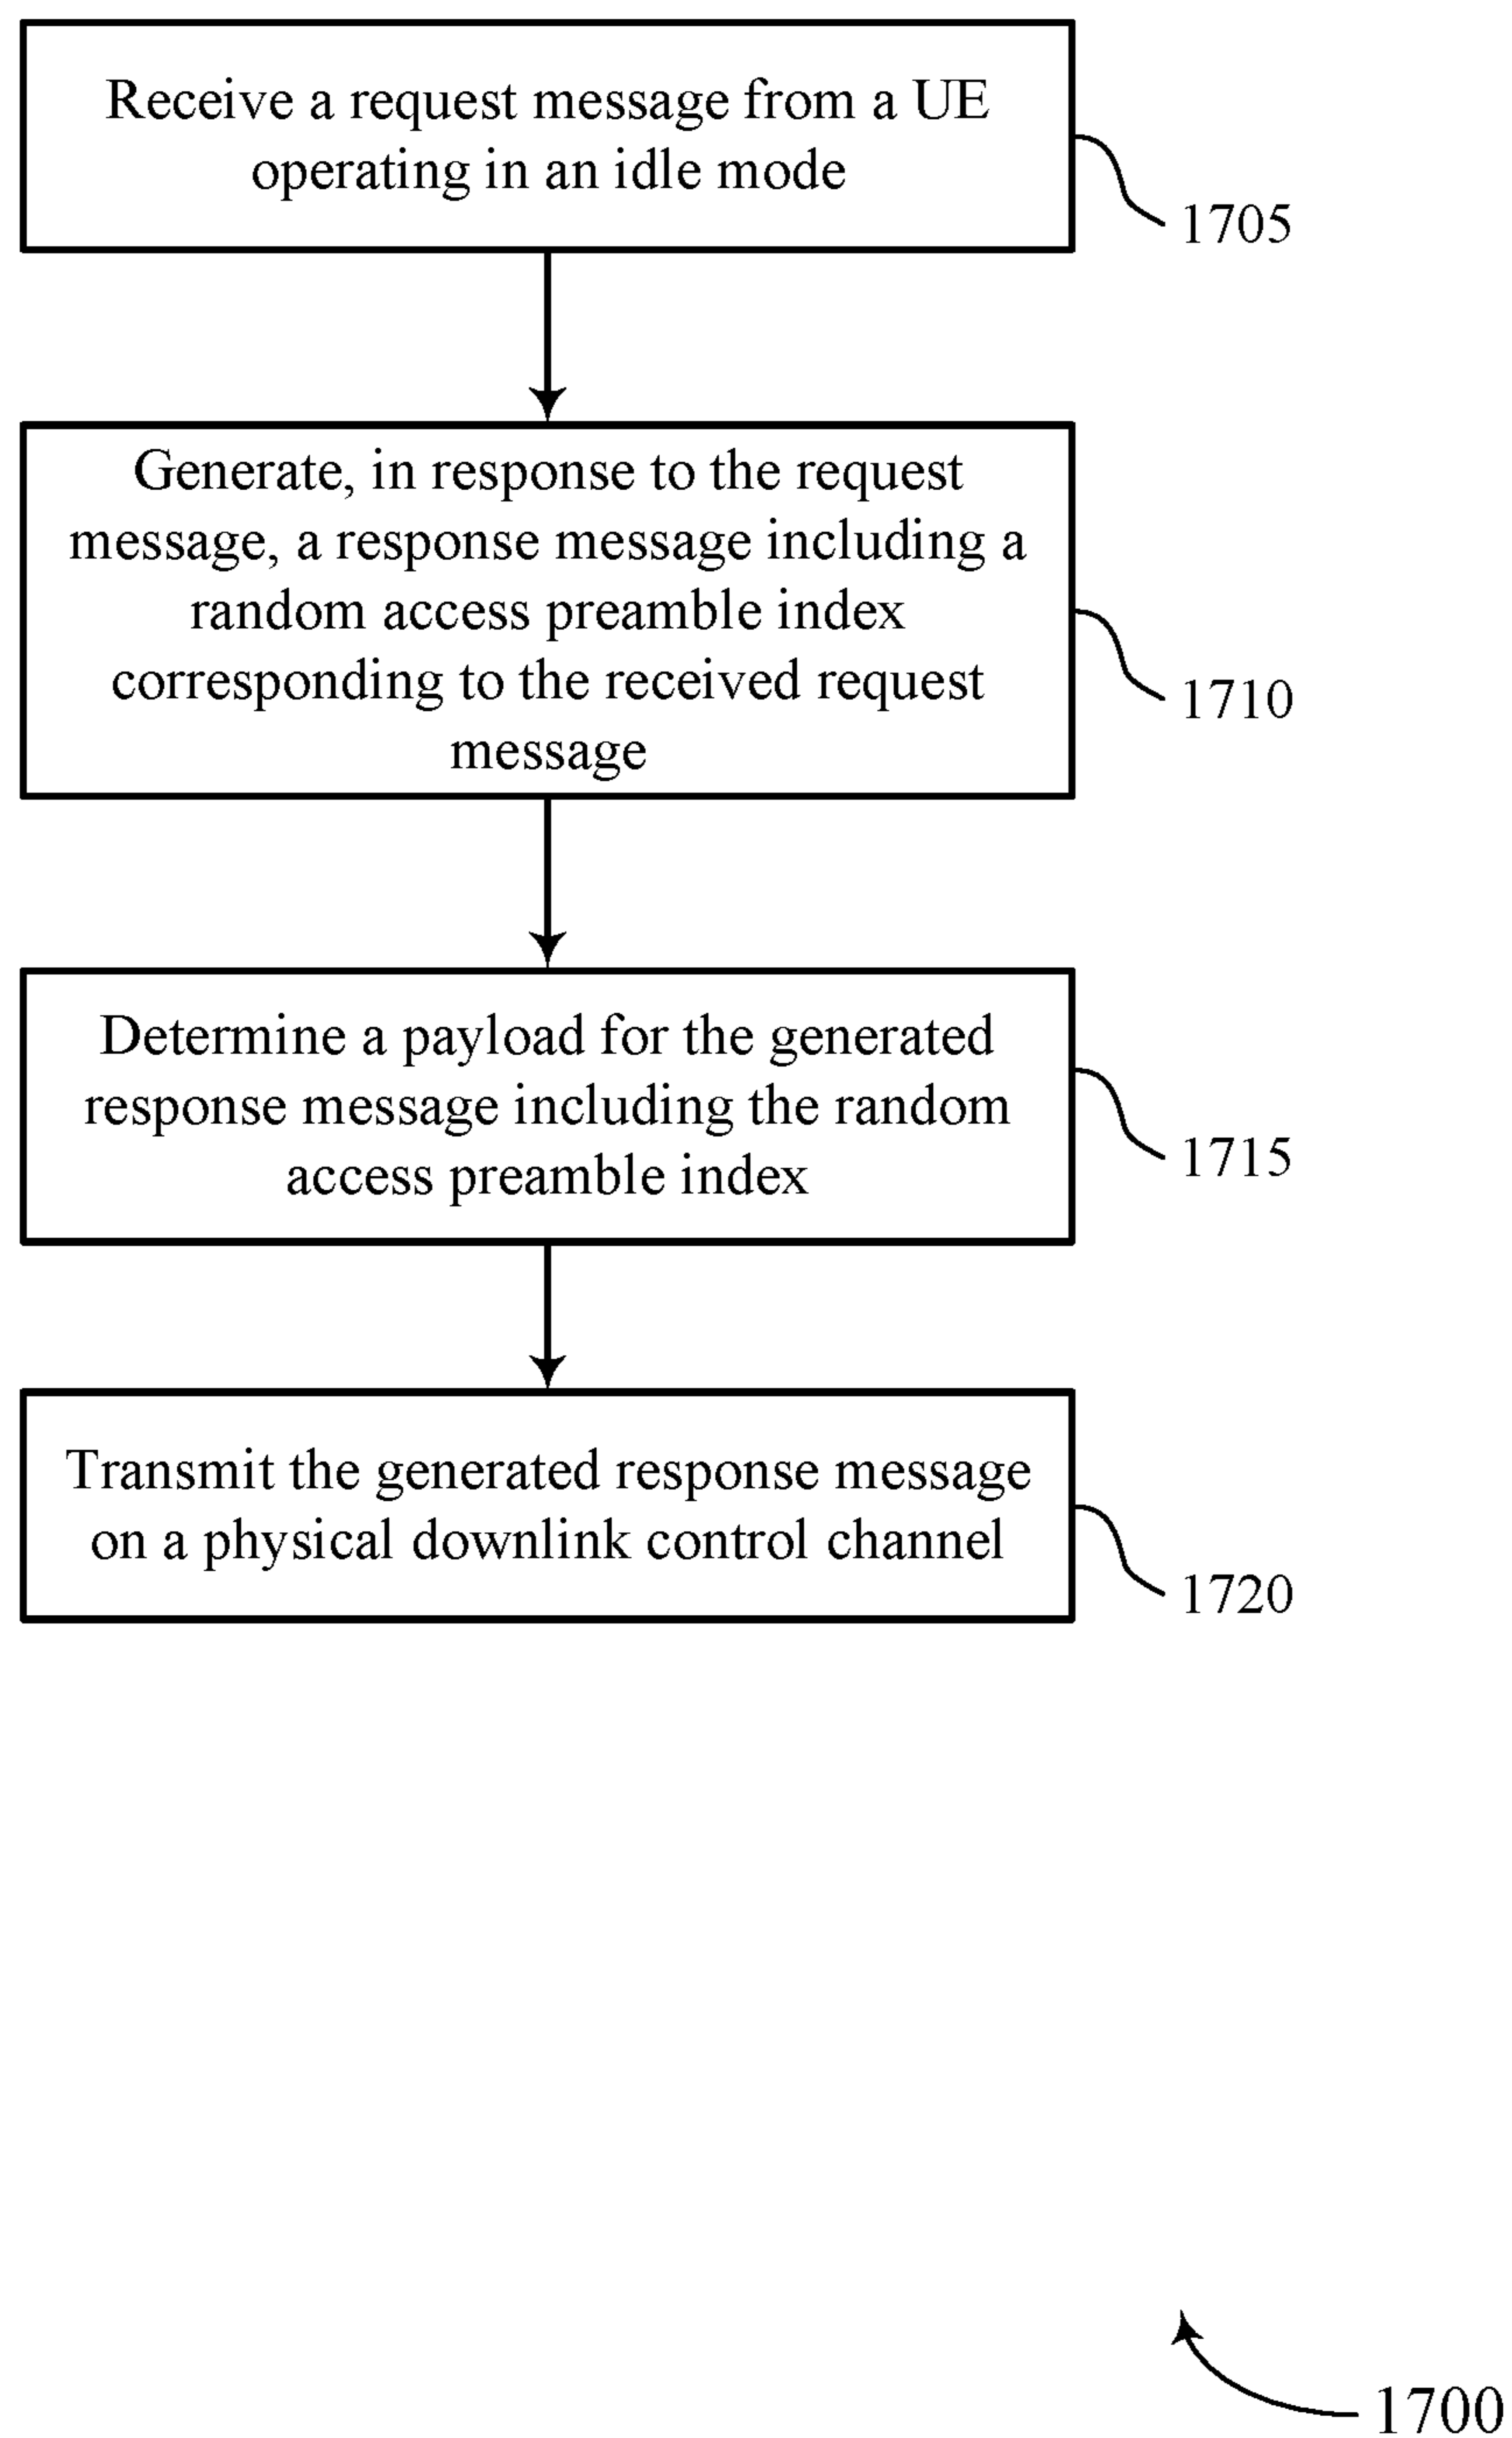 Receive a request message from a UE
operating in an idle mode
1705
Generate, in response to the request
message, a response message including a
random access preamble index
corresponding to the received request
message
1710
Determine a payload for the generated
response message including the random
access preamble index
1715
Transmit the generated response message
on a physical downlink control channel
1720
1700